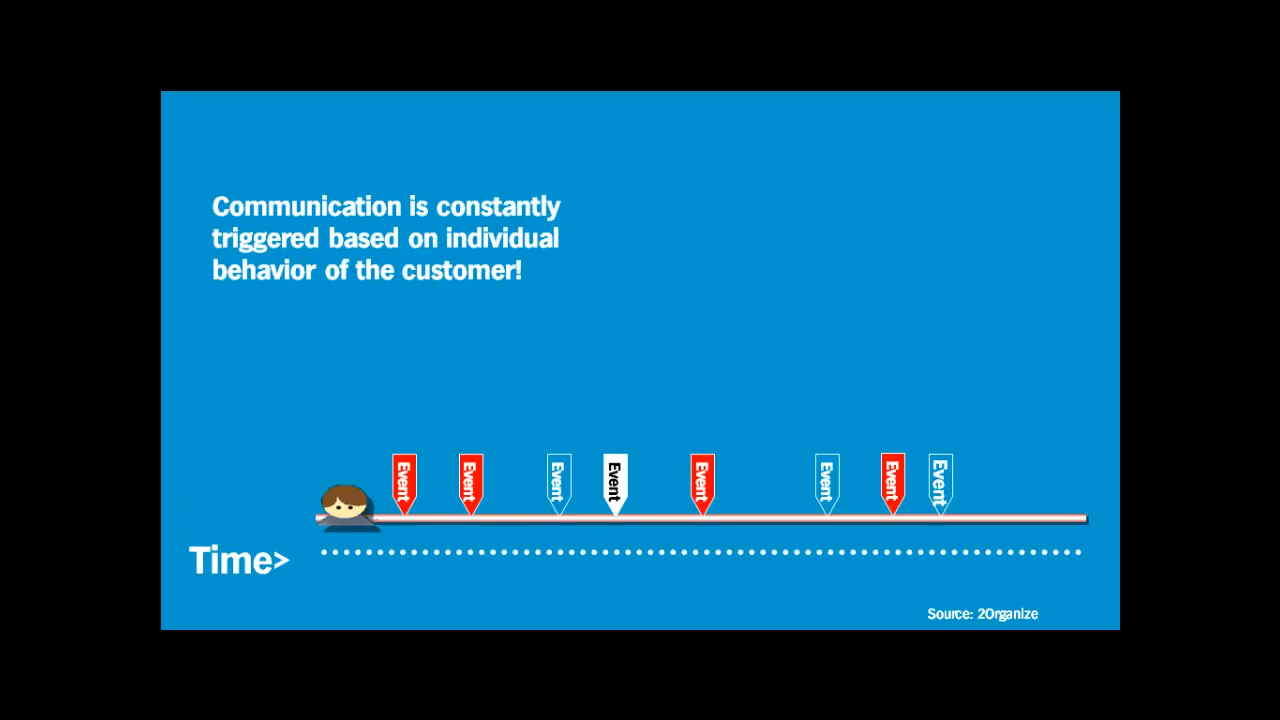 Communication is constantly
triggered based on individual
behavior of the customer!
Event
Event
Event
Event
Event
Event
Event
Event
Time>
Source: 2Organize